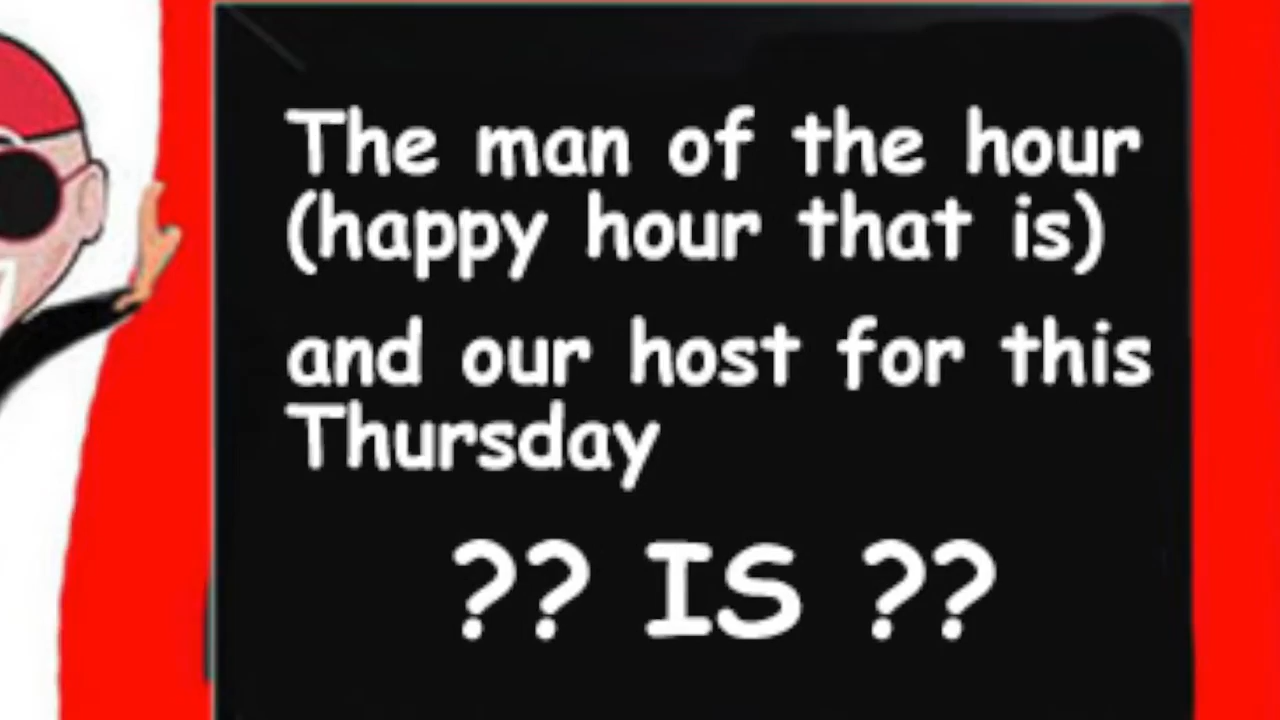 The man of the hour
(happy hour that is)
and our host for this
Thursday
?? IS ??